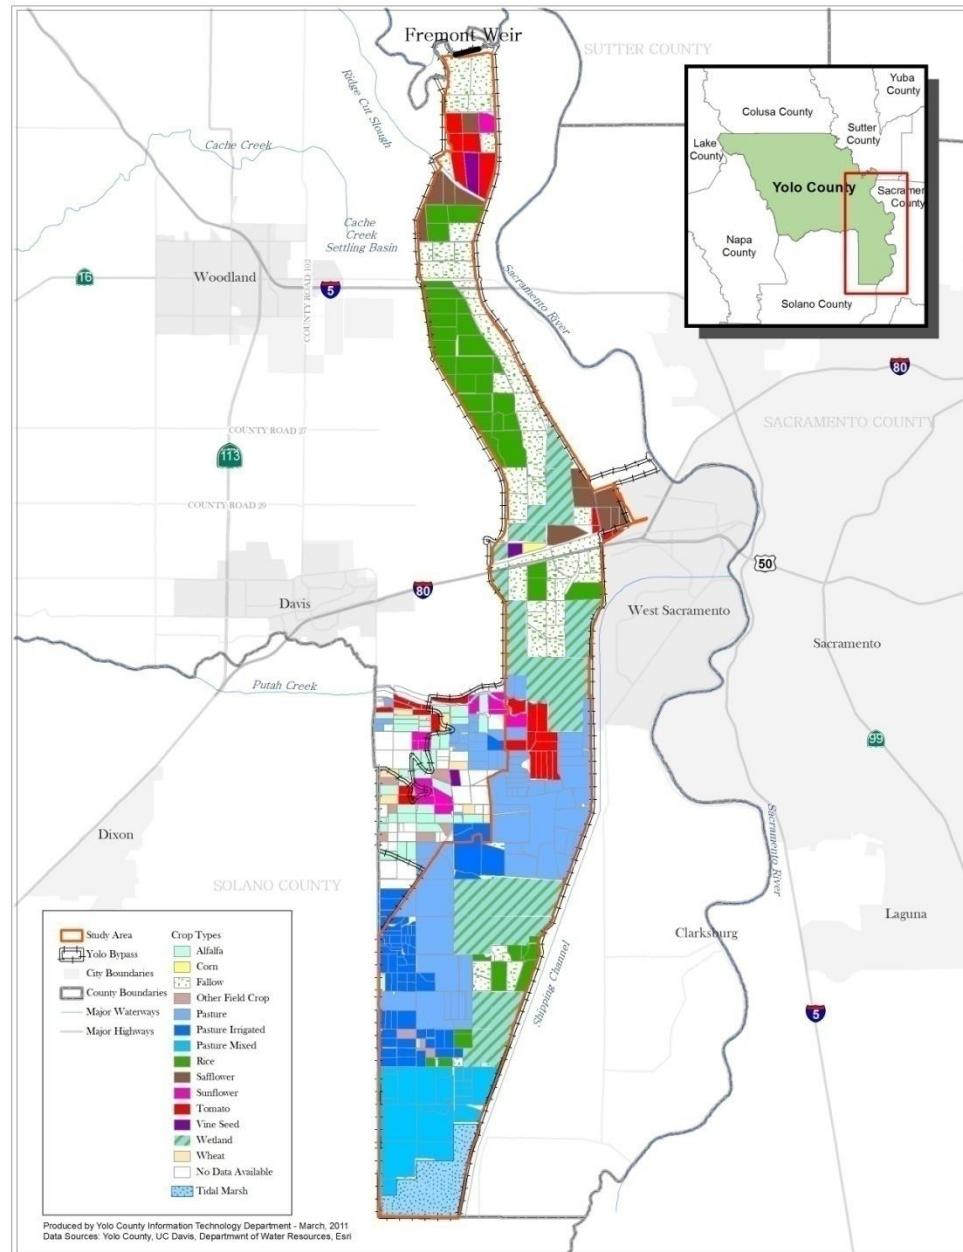 Fremont Weir
SUTTER COUNTY
Ridge Cut Slough
Cache Creek
Cache
Creek
Settling Basin
Woodland
16
5
COUNTY ROAD 102
Sacramento River
Colusa County
Yuba
County
Sutter
County
Lake
County
Yolo County
Sacramen
County
Napa
County
Solano County
80
SACRAMENTO COUNTY
COUNTY ROAD 27
113
COUNTY ROAD 29
50
Davis
80
West Sacramento
Sacramento
Putah Creek
99
Dixon
Sacramento River
SOLANO COUNTY
Laguna
Clarksburg
Shipping Channel
5
Study Area
Yolo Bypass
City Boundaries
County Boundaries
Major Waterways
Major Highways
Crop Types
Alfalfa
Corn
Fallow
Other Field Crop
Pasture
Pasture Irrigated
Pasture Mixed
Rice
Safflower
Sunflower
Tomato
Vine Seed
Wetland
Wheat
No Data Available
Tidal Marsh
Produced by Yolo County Information Technology Department - March, 2011
Data Sources: Yolo County, UC Davis, Departmwnt of Water Resources, Esri